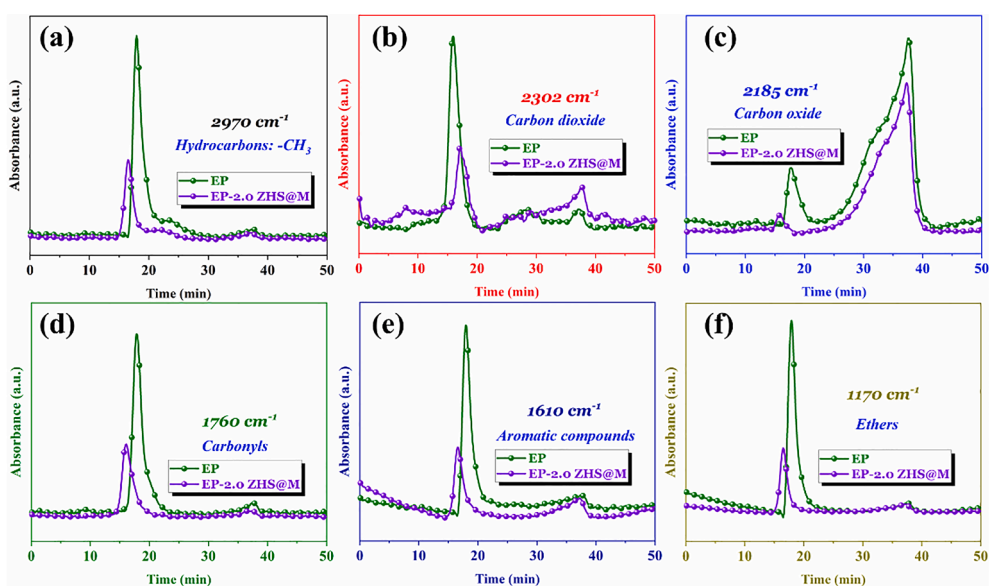 (a)
Absorbance (a.u.)
2970 cm⁻¹
Hydrocarbons: -CH₃
EP
EP-2.0 ZHS@M
0 10 20 30 40 50
Time (min)
(b)
Absorbance (a.u.)
2302 cm⁻¹
Carbon dioxide
EP
EP-2.0 ZHS@M
0 10 20 30 40 50
Time (min)
(c)
Absorbance (a.u.)
2185 cm⁻¹
Carbon oxide
EP
EP-2.0 ZHS@M
0 10 20 30 40 50
Time (min)
(d)
Absorbance (a.u.)
1760 cm⁻¹
Carbonyls
EP
EP-2.0 ZHS@M
0 10 20 30 40 50
Time (min)
(e)
Absorbance (a.u.)
1610 cm⁻¹
Aromatic compounds
EP
EP-2.0 ZHS@M
0 10 20 30 40 50
Time (min)
(f)
Absorbance (a.u.)
1170 cm⁻¹
Ethers
EP
EP-2.0 ZHS@M
0 10 20 30 40 50
Time (min)